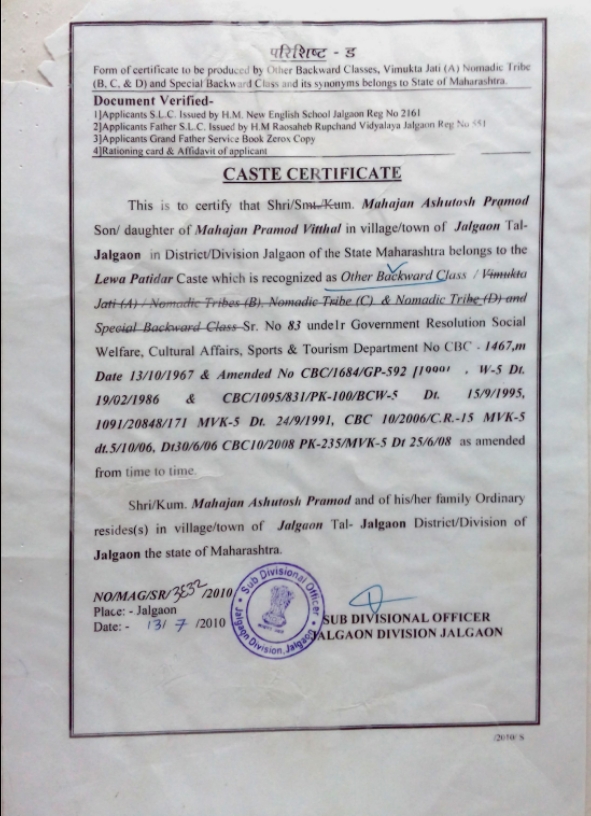 परिशिष्ट - ड
Form of certificate to be produced by Other Backward Classes, Vimukta Jati (A) Nomadic Tribe
(B, C, & D) and Special Backward Class and its synonyms belongs to State of Maharashtra.
Document Verified-
1]Applicants S.L.C. Issued by H.M. New English School Jalgaon Reg No 2161
2]Applicants Father S.L.C. Issued by H.M Raosaheb Rupchand Vidyalaya Jalgaon Reg No 551
3]Applicants Grand Father Service Book Zerox Copy
4]Rationing card & Affidavit of applicant
CASTE CERTIFICATE
This is to certify that Shri/Smt./Kum. Mahajan Ashutosh Pramod
Son/ daughter of Mahajan Pramod Vitthal in village/town of Jalgaon Tal-
Jalgaon in District/Division Jalgaon of the State Maharashtra belongs to the
Lewa Patidar Caste which is recognized as Other Backward Class / Vimukta
Jati (A) / Nomadic Tribes (B). Nomadic Tribe (C) & Nomadic Tribe (D) and
Special Backward Class Sr. No 83 unde1r Government Resolution Social
Welfare, Cultural Affairs, Sports & Tourism Department No CBC - 1467,m
Date 13/10/1967 & Amended No CBC/1684/GP-592 , W-5 Dt.
19/02/1986 & CBC/1095/831/PK-100/BCW-5 Dt. 15/9/1995,
1091/20848/171 MVK-5 Dt. 24/9/1991, CBC 10/2006/C.R.-15 MVK-5
dt.5/10/06, Dt30/6/06 CBC10/2008 PK-235/MVK-5 Dt 25/6/08 as amended
from time to time.
Shri/Kum. Mahajan Ashutosh Pramod and of his/her family Ordinary
resides(s) in village/town of Jalgaon Tal- Jalgaon District/Division of
Jalgaon the state of Maharashtra.
NO/MAG/SR/3832/2010
Place: - Jalgaon
Date: - 13/ 7 /2010
Sub Divisional Officer
Jalgaon Division, Jalgaon
SUB DIVISIONAL OFFICER
JALGAON DIVISION JALGAON
/2010/ S